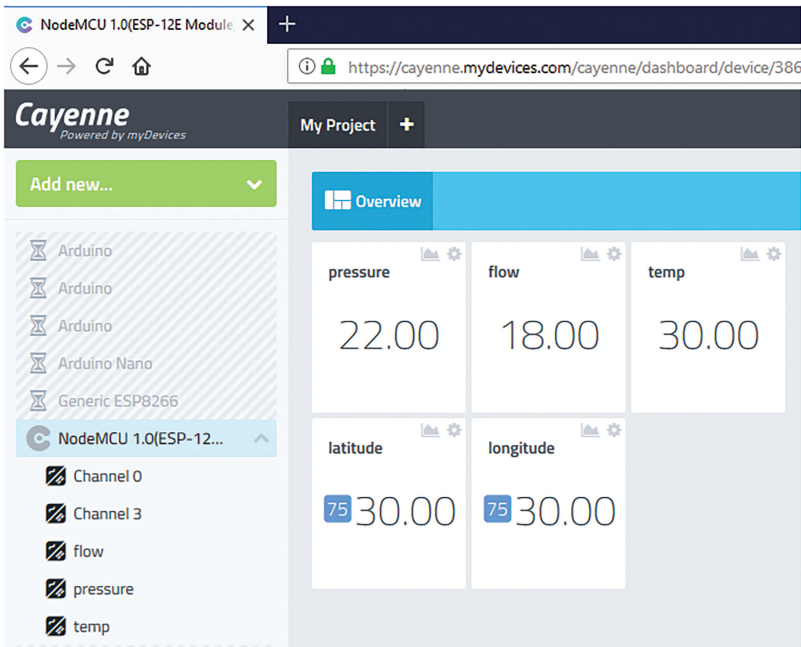 NodeMCU 1.0(ESP-12E Module
https://cayenne.mydevices.com/cayenne/dashboard/device/386
Cayenne
Powered by myDevices
My Project
Add new...
Arduino
Arduino
Arduino
Arduino Nano
Generic ESP8266
NodeMCU 1.0(ESP-12...
Channel 0
Channel 3
flow
pressure
temp
Overview
pressure
22.00
flow
18.00
temp
30.00
latitude
75 30.00
longitude
75 30.00